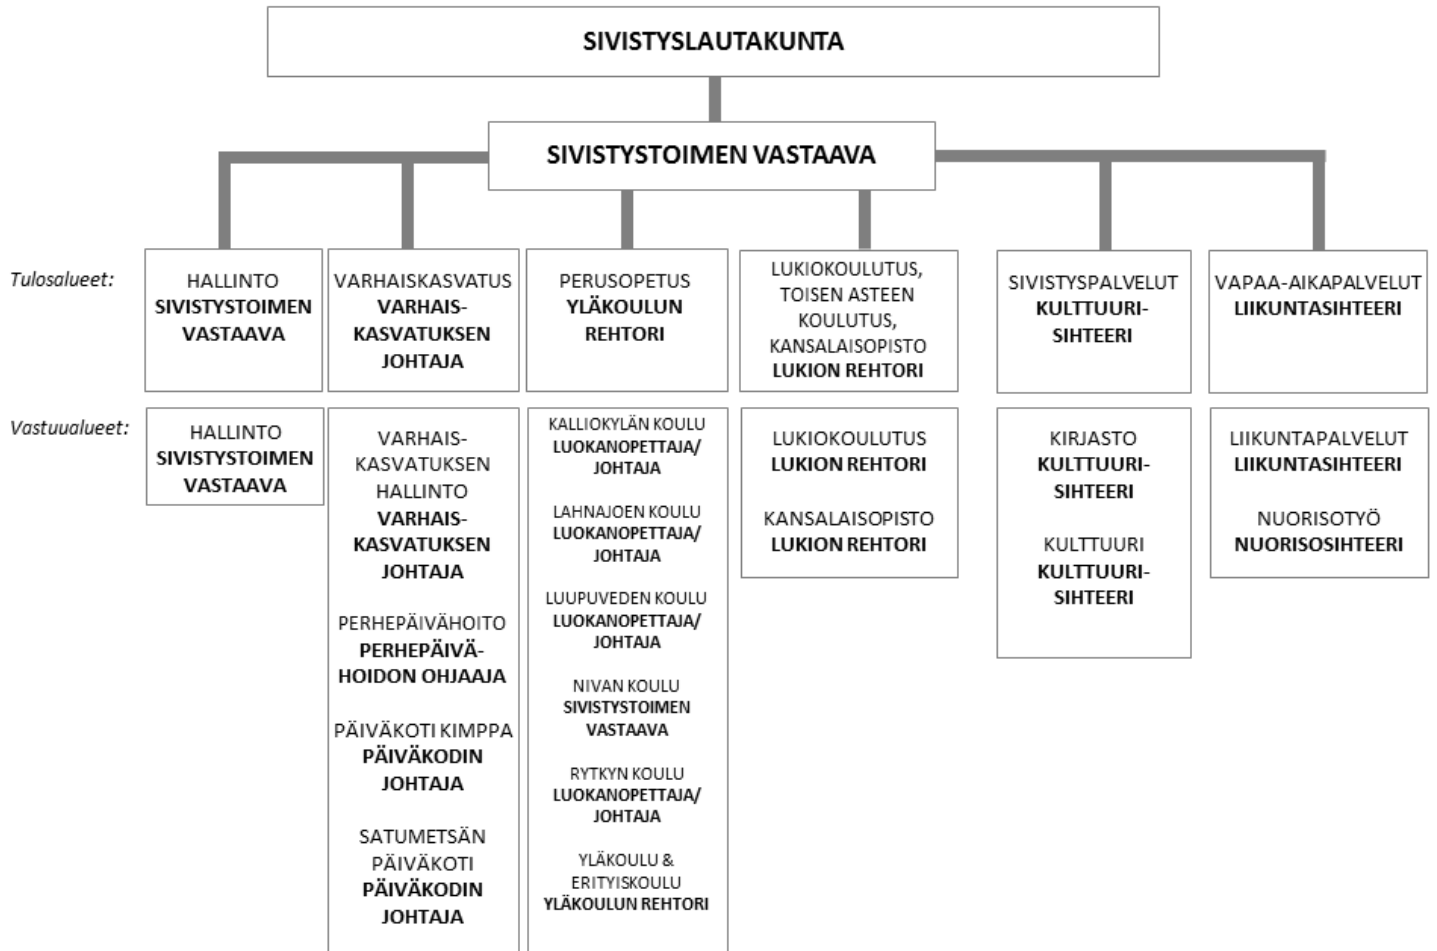 SIVISTYSLAUTAKUNTA
SIVISTYSTOIMEN VASTAAVA
Tulosalueet:
HALLINTO
SIVISTYSTOIMEN
VASTAAVA
VARHAISKASVATUS
VARHAIS-
KASVATUKSEN
JOHTAJA
PERUSOPETUS
YLÄKOULUN
REHTORI
LUKIOKOULUTUS,
TOISEN ASTEEN
KOULUTUS,
KANSALAISOPISTO
LUKION REHTORI
SIVISTYSPALVELUT
KULTTUURI-
SIHTEERI
VAPAA-AIKAPALVELUT
LIIKUNTASIHTEERI
Vastuualueet:
HALLINTO
SIVISTYSTOIMEN
VASTAAVA
VARHAIS-
KASVATUKSEN
HALLINTO
VARHAIS-
KASVATUKSEN
JOHTAJA
PERHEPÄIVÄHOITO
PERHEPÄIVÄ-
HOIDON OHJAAJA
PÄIVÄKOTI KIMPPA
PÄIVÄKODIN
JOHTAJA
SATUMETSÄN
PÄIVÄKOTI
PÄIVÄKODIN
JOHTAJA
KALLIOKYLÄN KOULU
LUOKANOPETTAJA/
JOHTAJA
LAHNAJOEN KOULU
LUOKANOPETTAJA/
JOHTAJA
LUUPUVEDEN KOULU
LUOKANOPETTAJA/
JOHTAJA
NIVAN KOULU
SIVISTYSTOIMEN
VASTAAVA
RYTKYN KOULU
LUOKANOPETTAJA/
JOHTAJA
YLÄKOULU &
ERITYISKOULU
YLÄKOULUN REHTORI
LUKIOKOULUTUS
LUKION REHTORI
KANSALAISOPISTO
LUKION REHTORI
KIRJASTO
KULTTUURI-
SIHTEERI
KULTTUURI
KULTTUURI-
SIHTEERI
LIIKUNTAPALVELUT
LIIKUNTASIHTEERI
NUORISOTYÖ
NUORISOSIHTEERI